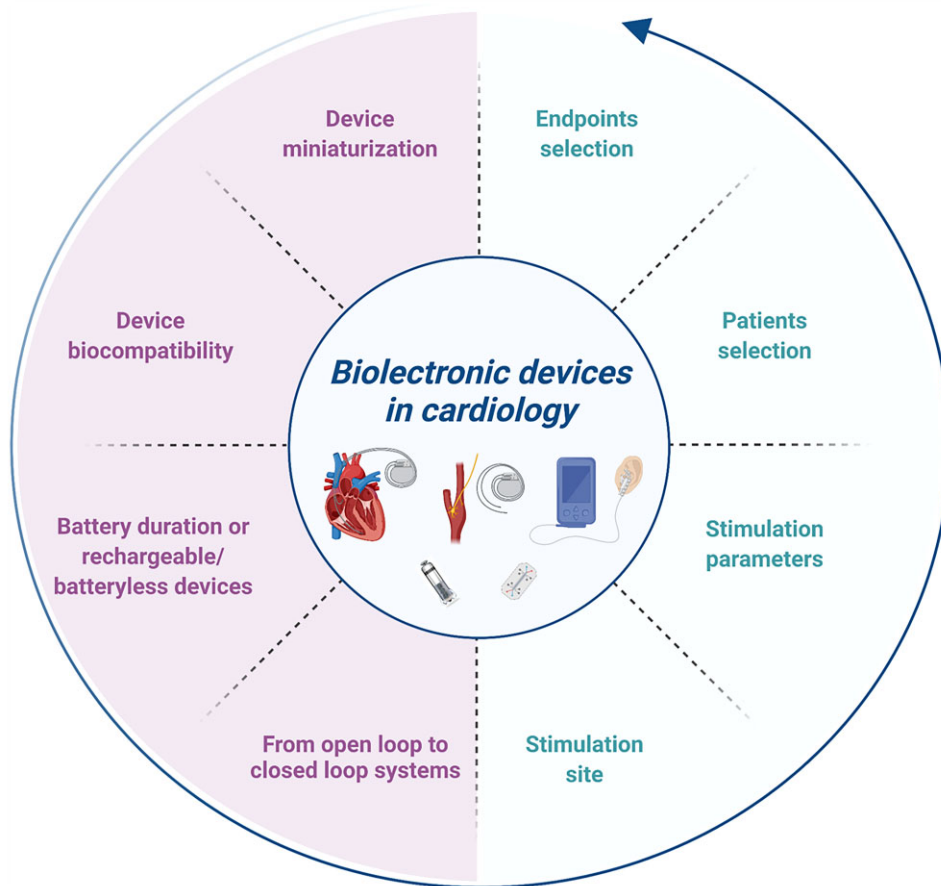 Device
miniaturization
Endpoints
selection
Device
biocompatibility
Patients
selection
Biolectronic devices
in cardiology
Battery duration or
rechargeable/
batteryless devices
Stimulation
parameters
From open loop to
closed loop systems
Stimulation
site